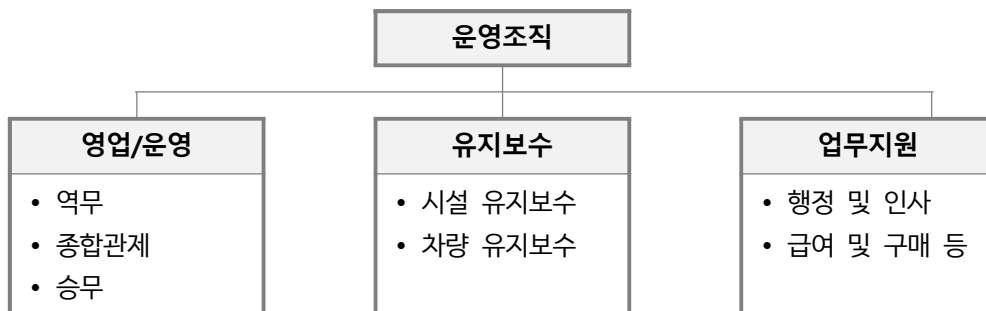 운영조직
영업/운영
• 역무
• 종합관제
• 승무
유지보수
• 시설 유지보수
• 차량 유지보수
업무지원
• 행정 및 인사
• 급여 및 구매 등